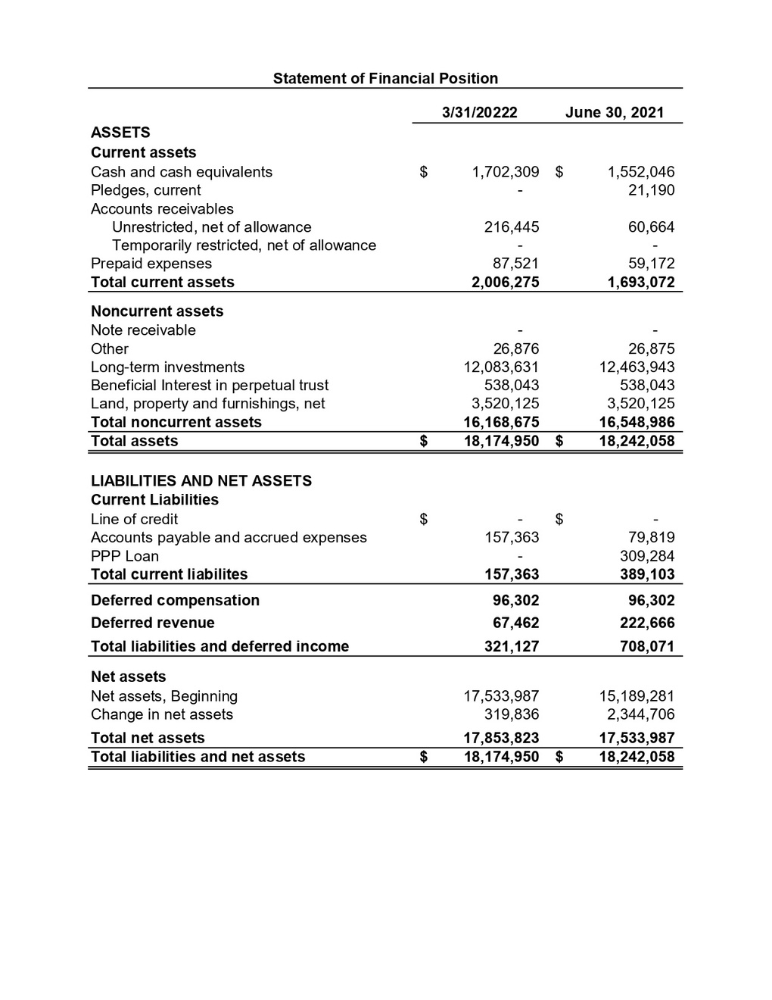 Statement of Financial Position
3/31/20222 June 30, 2021
ASSETS
Current assets
Cash and cash equivalents $ 1,702,309 $ 1,552,046
Pledges, current - 21,190
Accounts receivables
Unrestricted, net of allowance 216,445 60,664
Temporarily restricted, net of allowance - -
Prepaid expenses 87,521 59,172
Total current assets 2,006,275 1,693,072
Noncurrent assets
Note receivable - -
Other 26,876 26,875
Long-term investments 12,083,631 12,463,943
Beneficial Interest in perpetual trust 538,043 538,043
Land, property and furnishings, net 3,520,125 3,520,125
Total noncurrent assets 16,168,675 16,548,986
Total assets $ 18,174,950 $ 18,242,058
LIABILITIES AND NET ASSETS
Current Liabilities
Line of credit $ - $ -
Accounts payable and accrued expenses 157,363 79,819
PPP Loan - 309,284
Total current liabilites 157,363 389,103
Deferred compensation 96,302 96,302
Deferred revenue 67,462 222,666
Total liabilities and deferred income 321,127 708,071
Net assets
Net assets, Beginning 17,533,987 15,189,281
Change in net assets 319,836 2,344,706
Total net assets 17,853,823 17,533,987
Total liabilities and net assets $ 18,174,950 $ 18,242,058